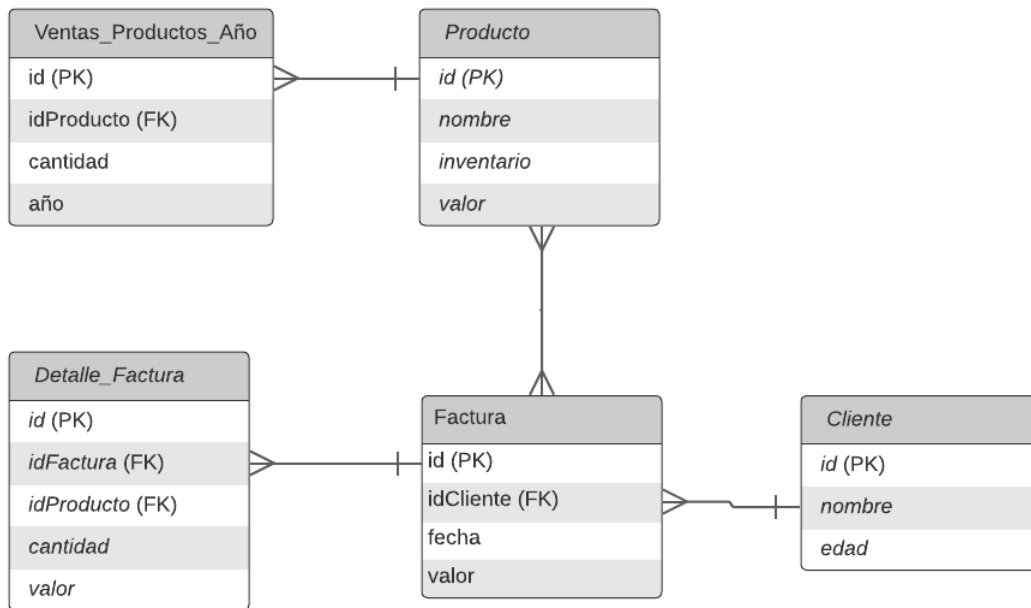 Ventas_Productos_Año
id (PK)
idProducto (FK)
cantidad
año
Producto
id (PK)
nombre
inventario
valor
Detalle_Factura
id (PK)
idFactura (FK)
idProducto (FK)
cantidad
valor
Factura
id (PK)
idCliente (FK)
fecha
valor
Cliente
id (PK)
nombre
edad